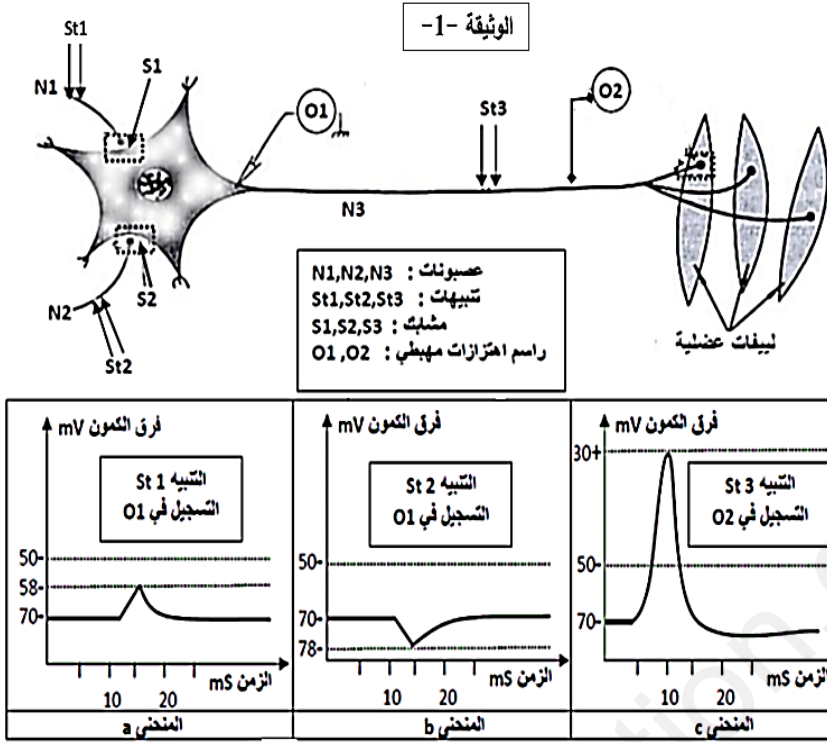 الوثيقة -1-
St1
S1
N1
O1
St3
O2
N3
S2
N2
St2
N1,N2,N3 : عصبونات
St1,St2,St3 : تنبيهات
S1,S2,S3 : مشابك
O1,O2 : راسم اهتزازات مهبطي
لييفات عضلية
فرق الكمون mV
التنبيه St 1
التسجيل في O1
50-
58-
70-
10 20
الزمن mS
المنحنى a
فرق الكمون mV
التنبيه St 2
التسجيل في O1
50-
70-
78-
10 20
الزمن mS
المنحنى b
فرق الكمون mV
30+
التنبيه St 3
التسجيل في O2
50-
70-
10 20
الزمن mS
المنحنى c